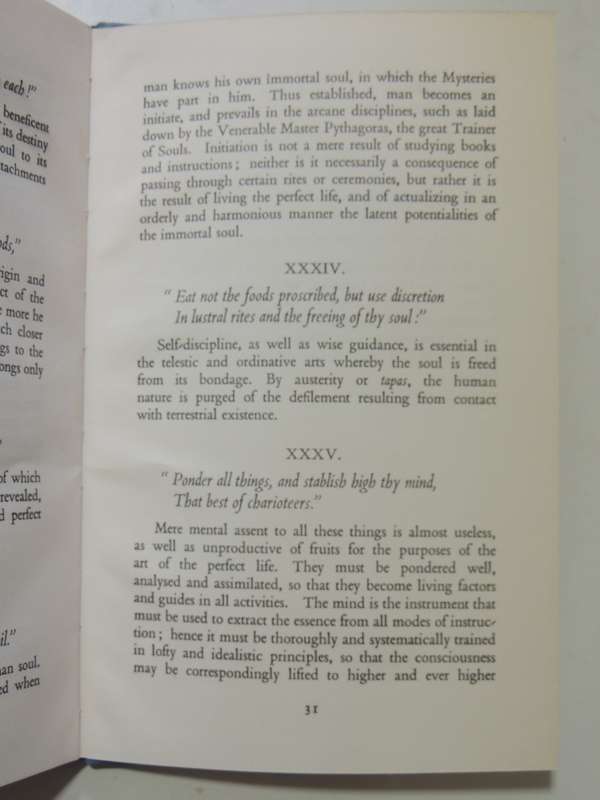 each!"
beneficent
its destiny
soul to its
ttachments
ods,"
rigin and
ct of the
e more he
ch closer
gs to the
ongs only
"
of which
revealed,
d perfect
il."
man soul.
ed when
man knows his own immortal soul, in which the Mysteries
have part in him. Thus established, man becomes an
initiate, and prevails in the arcane disciplines, such as laid
down by the Venerable Master Pythagoras, the great Trainer
of Souls. Initiation is not a mere result of studying books
and instructions; neither is it necessarily a consequence of
passing through certain rites or ceremonies, but rather it is
the result of living the perfect life, and of actualizing in an
orderly and harmonious manner the latent potentialities of
the immortal soul.
XXXIV.
" Eat not the foods proscribed, but use discretion
In lustral rites and the freeing of thy soul:"
Self-discipline, as well as wise guidance, is essential in
the telestic and ordinative arts whereby the soul is freed
from its bondage. By austerity or tapas, the human
nature is purged of the defilement resulting from contact
with terrestrial existence.
XXXV.
" Ponder all things, and stablish high thy mind,
That best of charioteers."
Mere mental assent to all these things is almost useless,
as well as unproductive of fruits for the purposes of the
art of the perfect life. They must be pondered well,
analysed and assimilated, so that they become living factors
and guides in all activities. The mind is the instrument that
must be used to extract the essence from all modes of instruc-
tion; hence it must be thoroughly and systematically trained
in lofty and idealistic principles, so that the consciousness
may be correspondingly lifted to higher and ever higher
31